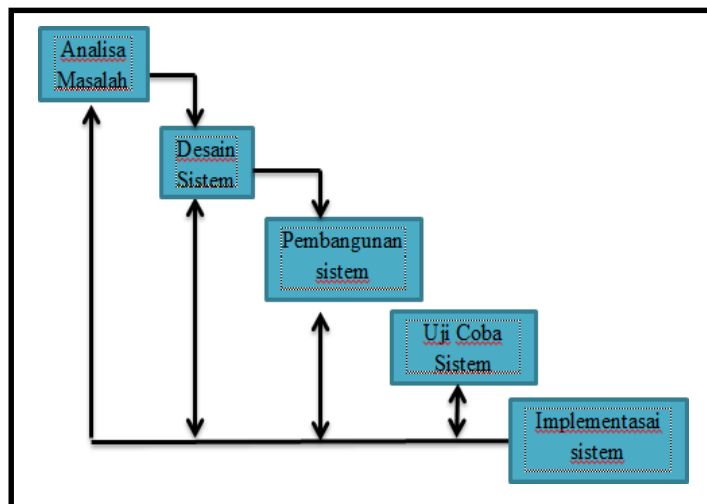 Analisa
Masalah
Desain
Sistem
Pembangunan
sistem
Uji Coba
Sistem
Implementasai
sistem